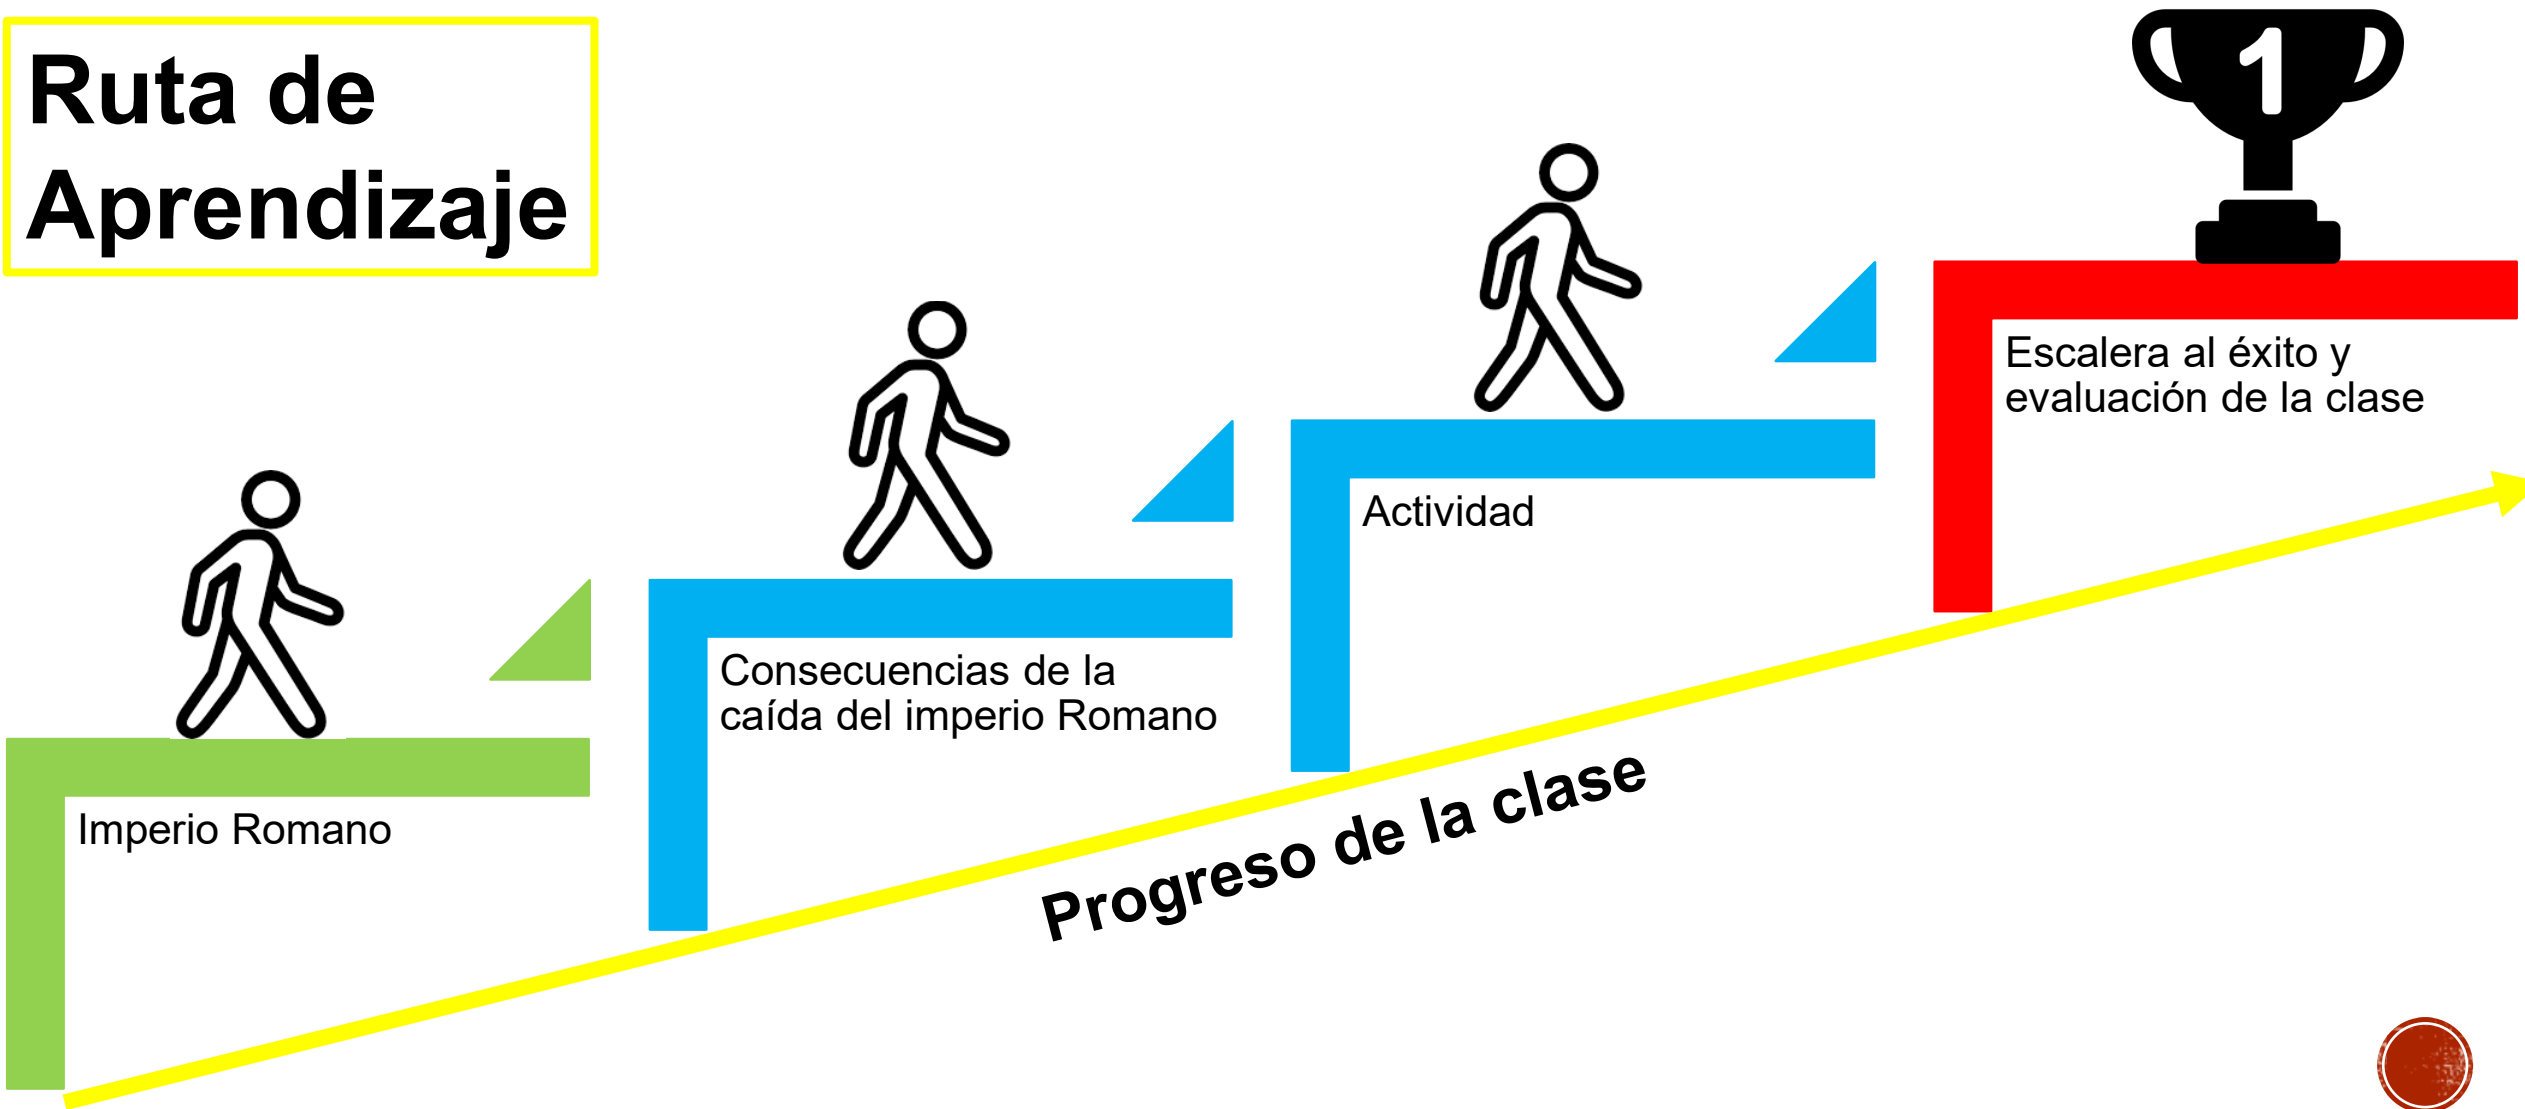 Ruta de
Aprendizaje
1
Imperio Romano
Consecuencias de la
caída del imperio Romano
Actividad
Escalera al éxito y
evaluación de la clase
Progreso de la clase